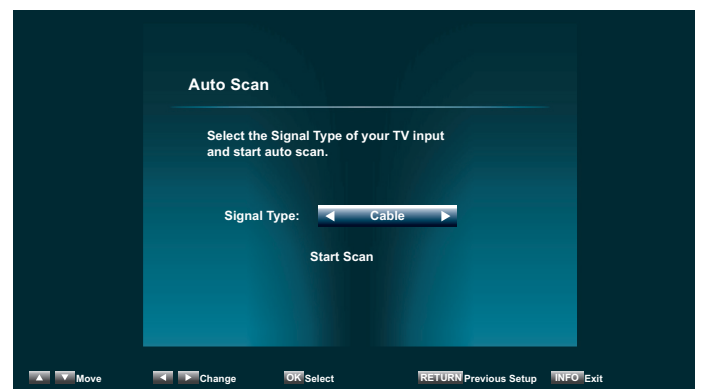 Auto Scan
Select the Signal Type of your TV input
and start auto scan.
Signal Type: ◀ Cable ▶
Start Scan
▲ ▼ Move ◀ ▶ Change OK Select RETURN Previous Setup INFO Exit